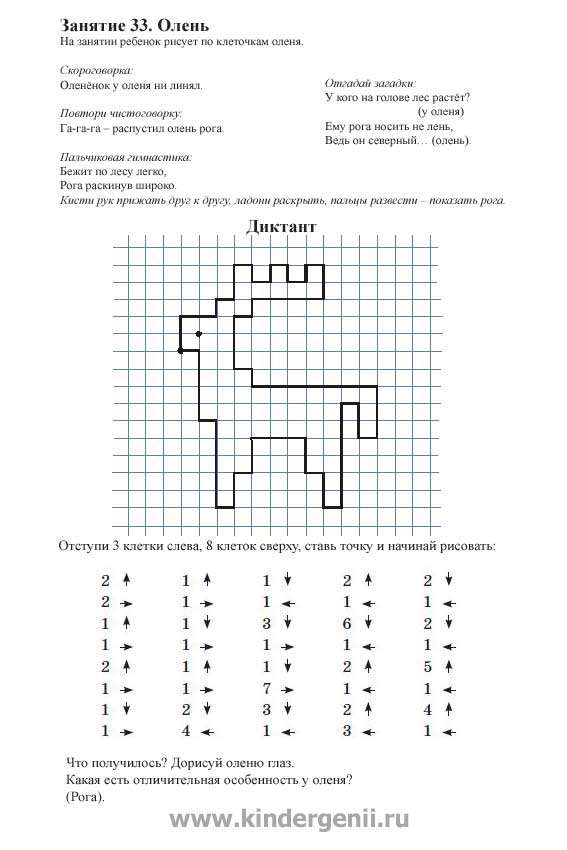 Занятие 33. Олень
На занятии ребенок рисует по клеточкам оленя.
Скороговорка:
Оленёнок у оленя ни линял.
Повтори чистоговорку:
Га-га-га – распустил олень рога.
Пальчиковая гимнастика:
Бежит по лесу легко,
Рога раскинув широко.
Кисти рук прижать друг к другу, ладони раскрыть, пальцы развести – показать рога.
Отгадай загадки:
У кого на голове лес растёт?
(у оленя)
Ему рога носить не лень,
Ведь он северный… (олень).
Диктант
Отступи 3 клетки слева, 8 клеток сверху, ставь точку и начинай рисовать:
2 ↑ 1 ↑ 1 ↓ 2 ↑ 2 ↓
2 → 1 → 1 ← 1 ← 1 ←
1 ↑ 1 ↓ 3 ↓ 6 ↓ 2 ↓
1 → 1 → 1 → 1 ← 1 ←
2 ↑ 1 ↑ 1 ↓ 2 ↑ 5 ↑
1 → 1 → 7 → 1 ← 1 ←
1 ↓ 2 ↓ 3 ↓ 2 ↑ 4 ↑
1 → 4 ← 1 ← 3 ← 1 ←
Что получилось? Дорисуй оленю глаз.
Какая есть отличительная особенность у оленя?
(Рога).
www.kindergenii.ru